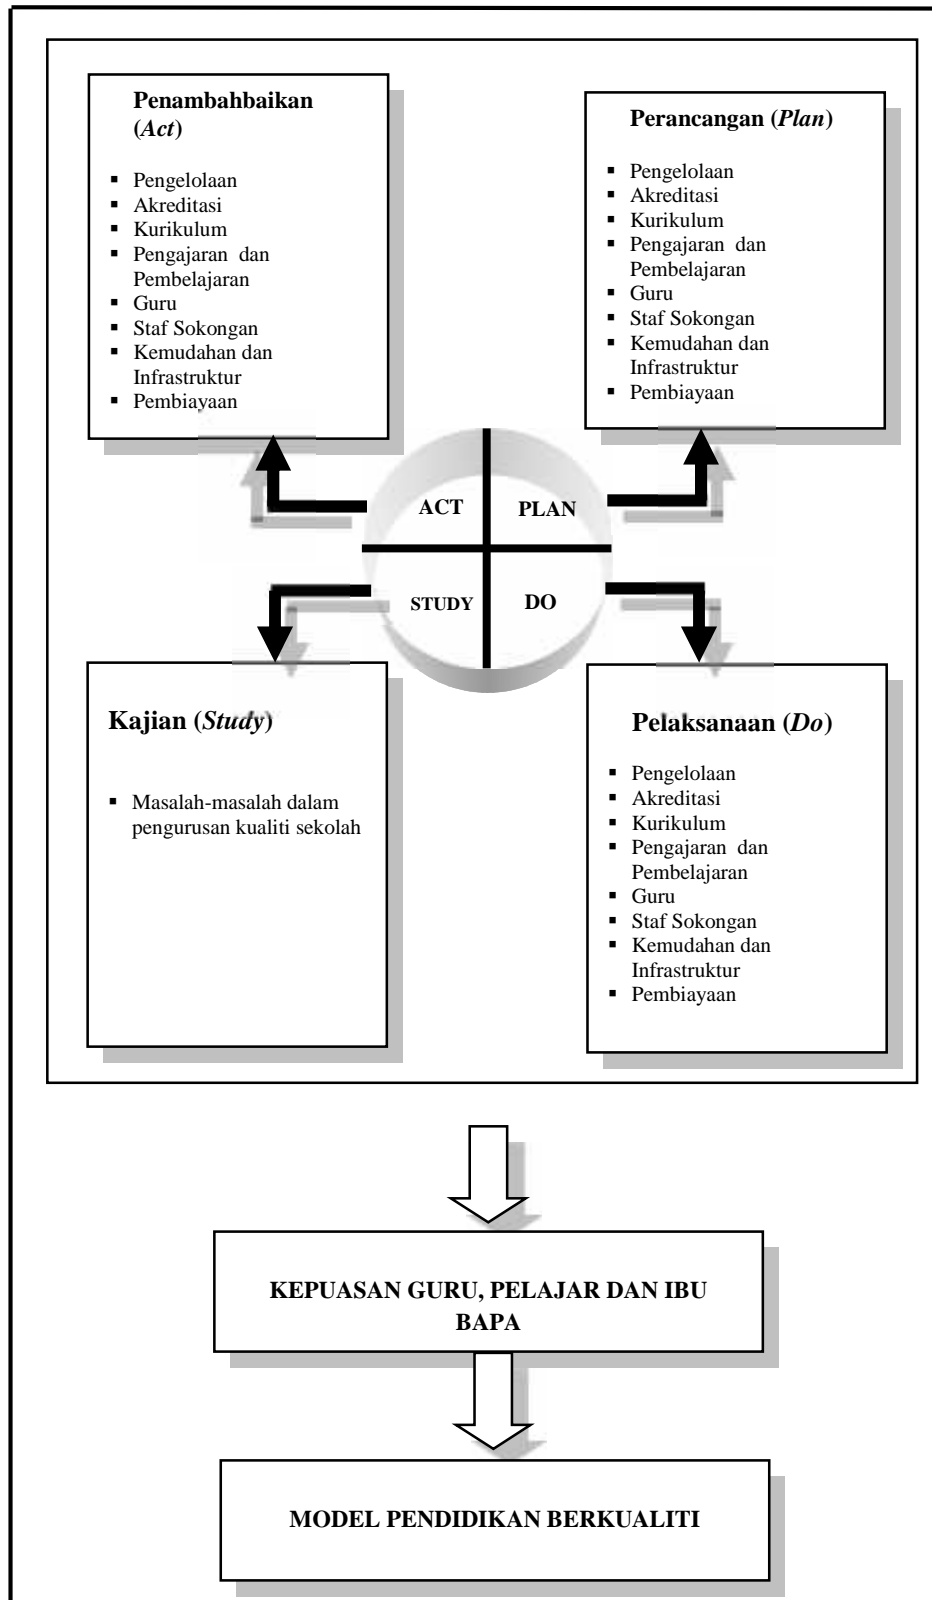 Penambahbaikan
(Act)
▪ Pengelolaan
▪ Akreditasi
▪ Kurikulum
▪ Pengajaran dan
Pembelajaran
▪ Guru
▪ Staf Sokongan
▪ Kemudahan dan
Infrastruktur
▪ Pembiayaan
Perancangan (Plan)
▪ Pengelolaan
▪ Akreditasi
▪ Kurikulum
▪ Pengajaran dan
Pembelajaran
▪ Guru
▪ Staf Sokongan
▪ Kemudahan dan
Infrastruktur
▪ Pembiayaan
ACT
PLAN
STUDY
DO
Kajian (Study)
▪ Masalah-masalah dalam
pengurusan kualiti sekolah
Pelaksanaan (Do)
▪ Pengelolaan
▪ Akreditasi
▪ Kurikulum
▪ Pengajaran dan
Pembelajaran
▪ Guru
▪ Staf Sokongan
▪ Kemudahan dan
Infrastruktur
▪ Pembiayaan
KEPUASAN GURU, PELAJAR DAN IBU
BAPA
MODEL PENDIDIKAN BERKUALITI